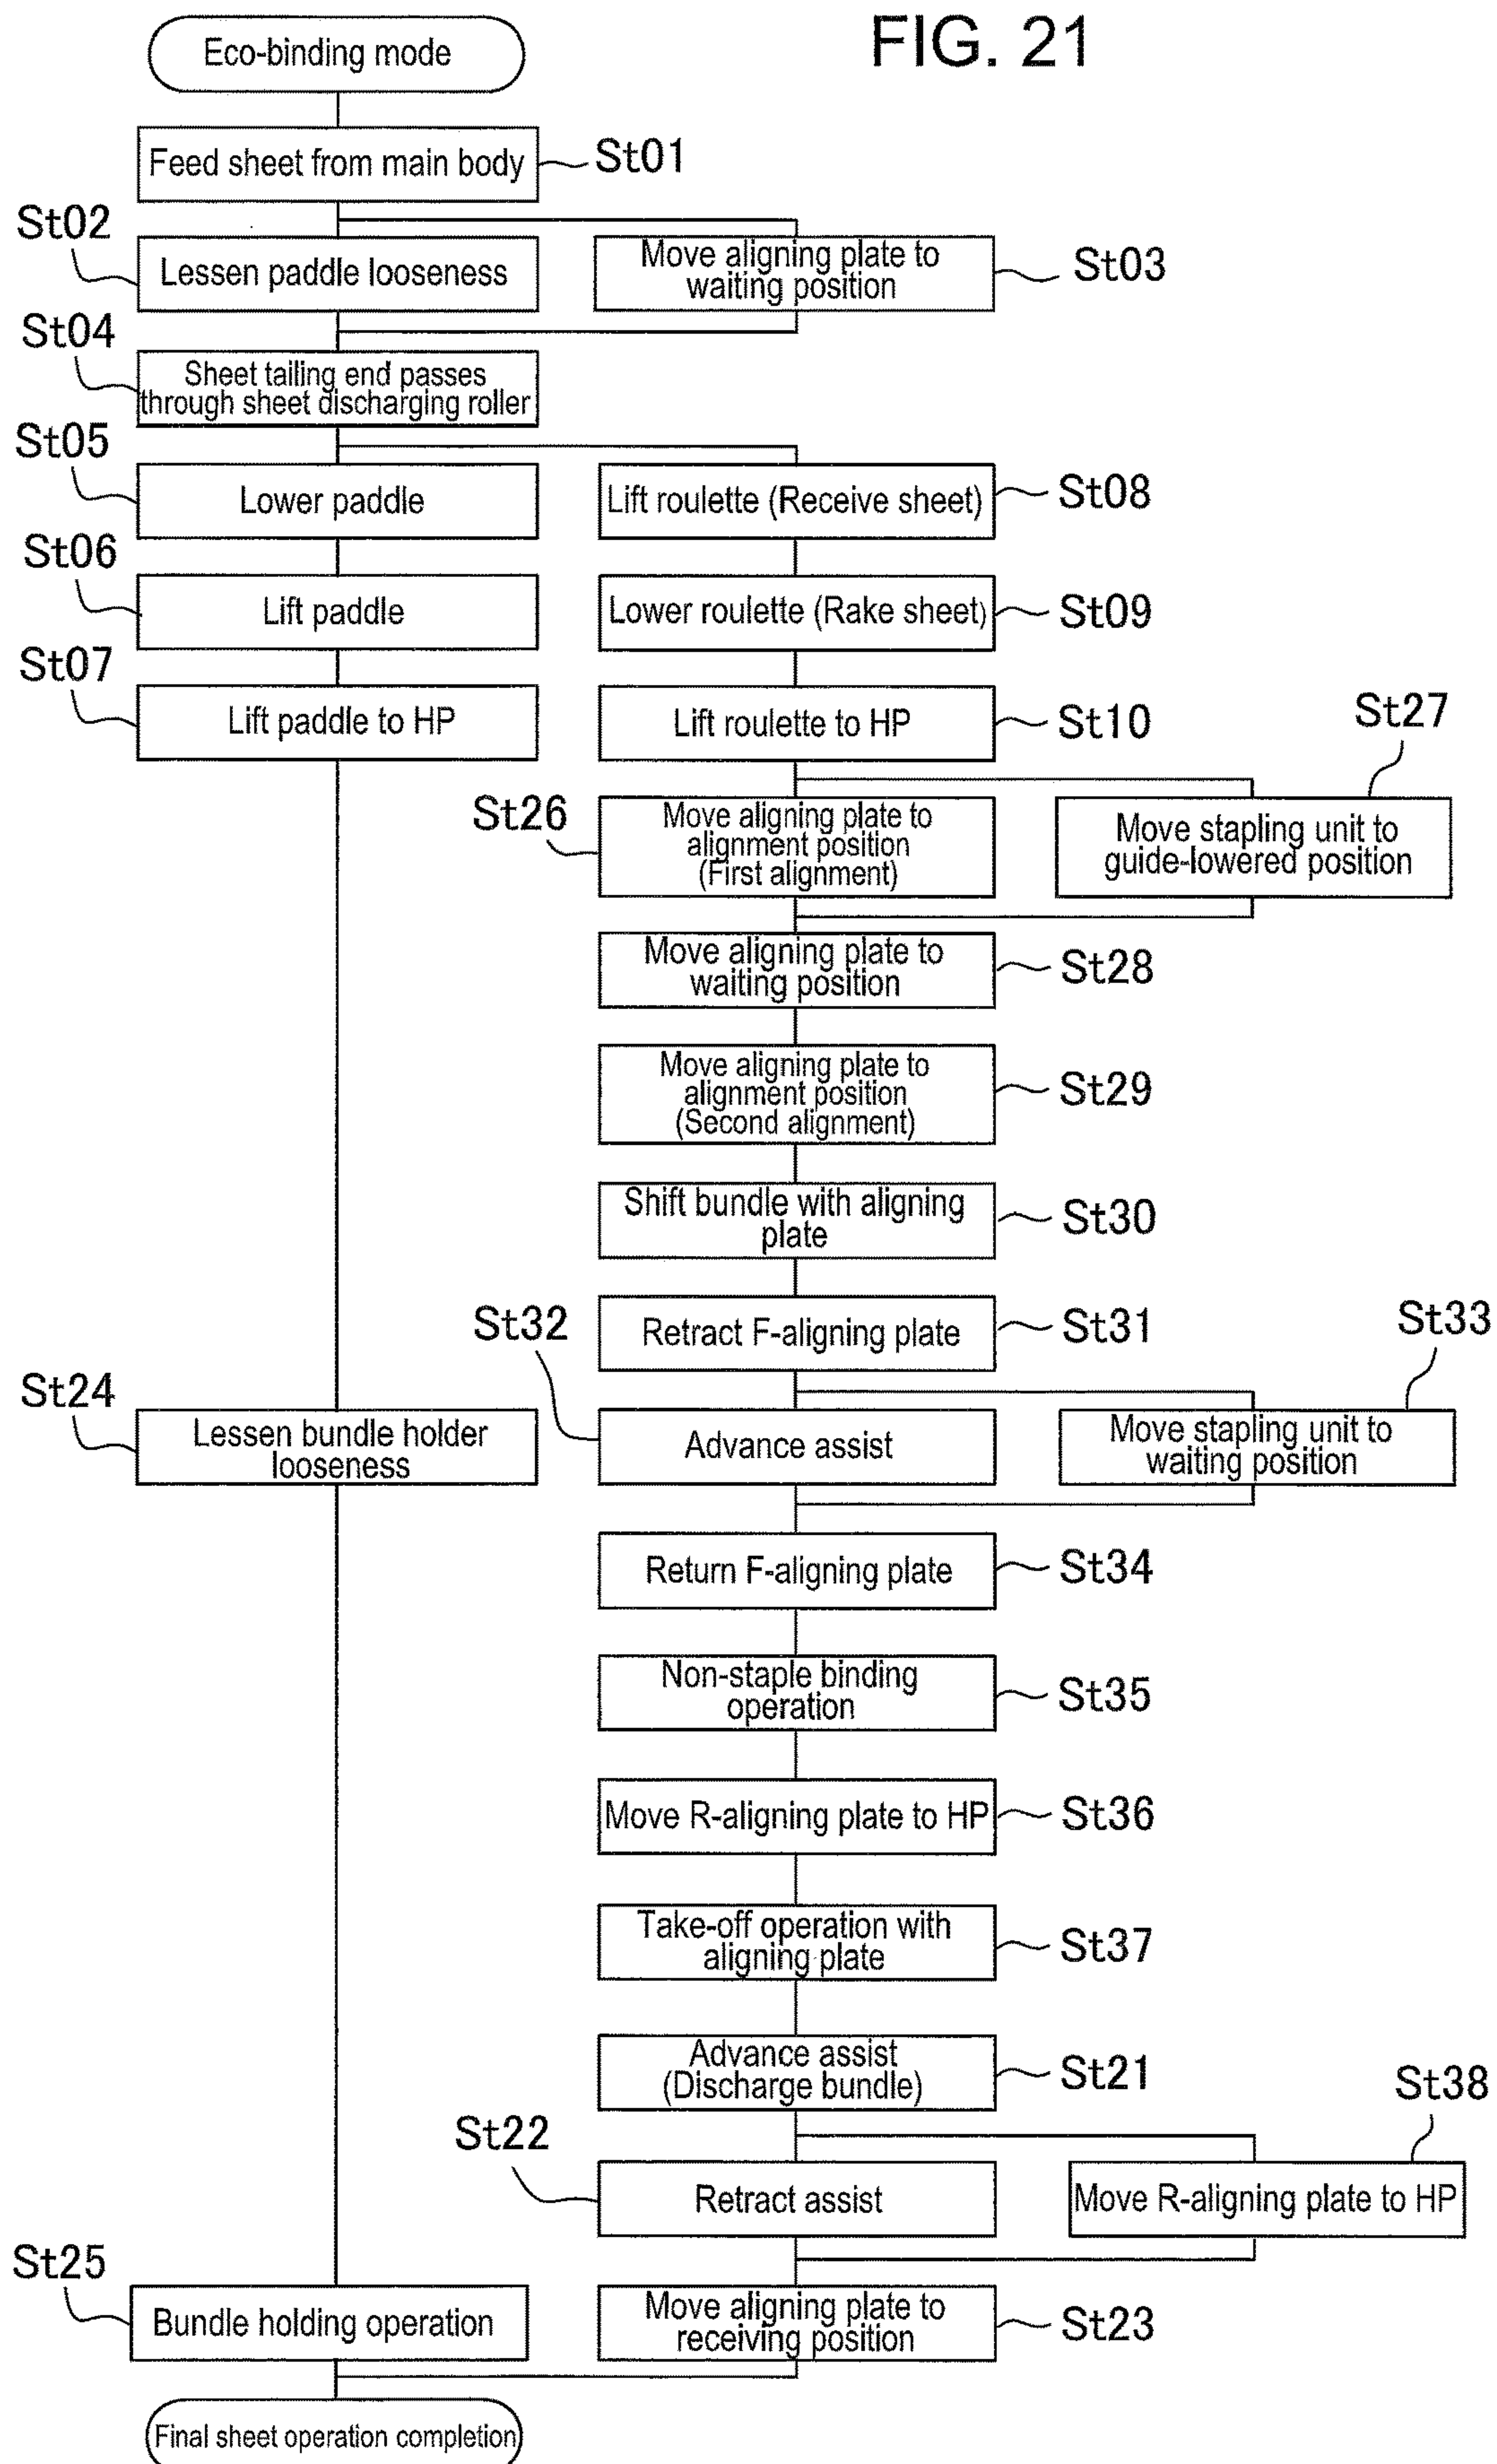 FIG. 21
Eco-binding mode
Feed sheet from main body
St01
St02
Lessen paddle looseness
Move aligning plate to
waiting position
St03
St04
Sheet tailing end passes
through sheet discharging roller
St05
Lower paddle
Lift roulette (Receive sheet)
St08
St06
Lift paddle
Lower roulette (Rake sheet)
St09
St07
Lift paddle to HP
Lift roulette to HP
St10
St27
St26
Move aligning plate to
alignment position
(First alignment)
Move stapling unit to
guide-lowered position
Move aligning plate to
waiting position
St28
Move aligning plate to
alignment position
(Second alignment)
St29
Shift bundle with aligning
plate
St30
Retract F-aligning plate
St31
St32
St33
St24
Lessen bundle holder
looseness
Advance assist
Move stapling unit to
waiting position
Return F-aligning plate
St34
Non-staple binding
operation
St35
Move R-aligning plate to HP
St36
Take-off operation with
aligning plate
St37
Advance assist
(Discharge bundle)
St21
St38
St22
Retract assist
Move R-aligning plate to HP
St25
Bundle holding operation
Move aligning plate to
receiving position
St23
Final sheet operation completion